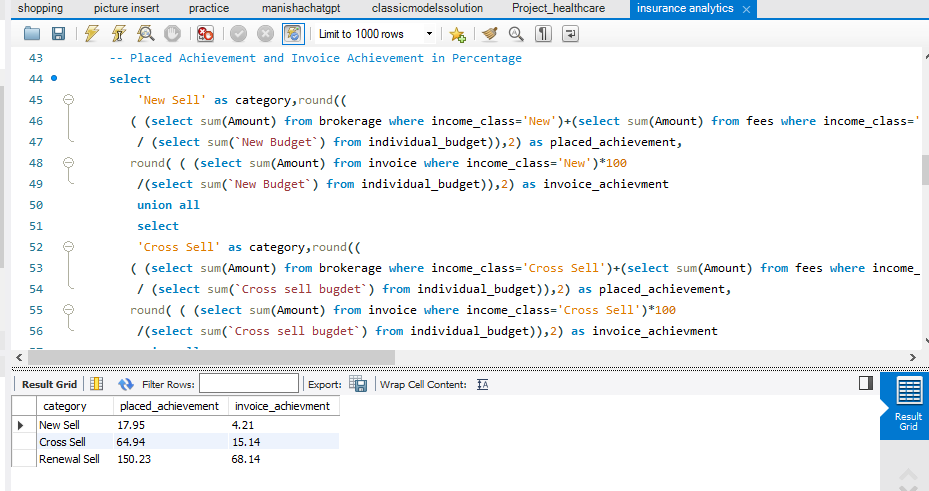 shopping picture insert practice manishachatgpt classicmodelssolution Project_healthcare insurance analytics
Limit to 1000 rows
43 -- Placed Achievement and Invoice Achievement in Percentage
44 select
45 'New Sell' as category,round((
46 ( (select sum(Amount) from brokerage where income_class='New')+(select sum(Amount) from fees where income_class='
47 / (select sum(`New Budget`) from individual_budget)),2) as placed_achievement,
48 round( ( (select sum(Amount) from invoice where income_class='New')*100
49 /(select sum(`New Budget`) from individual_budget)),2) as invoice_achievment
50 union all
51 select
52 'Cross Sell' as category,round((
53 ( (select sum(Amount) from brokerage where income_class='Cross Sell')+(select sum(Amount) from fees where income_
54 / (select sum(`Cross sell bugdet`) from individual_budget)),2) as placed_achievement,
55 round( ( (select sum(Amount) from invoice where income_class='Cross Sell')*100
56 /(select sum(`Cross sell bugdet`) from individual_budget)),2) as invoice_achievment
Result Grid Filter Rows: Export: Wrap Cell Content:
category placed_achievement invoice_achievment
New Sell 17.95 4.21
Cross Sell 64.94 15.14
Renewal Sell 150.23 68.14
Result
Grid